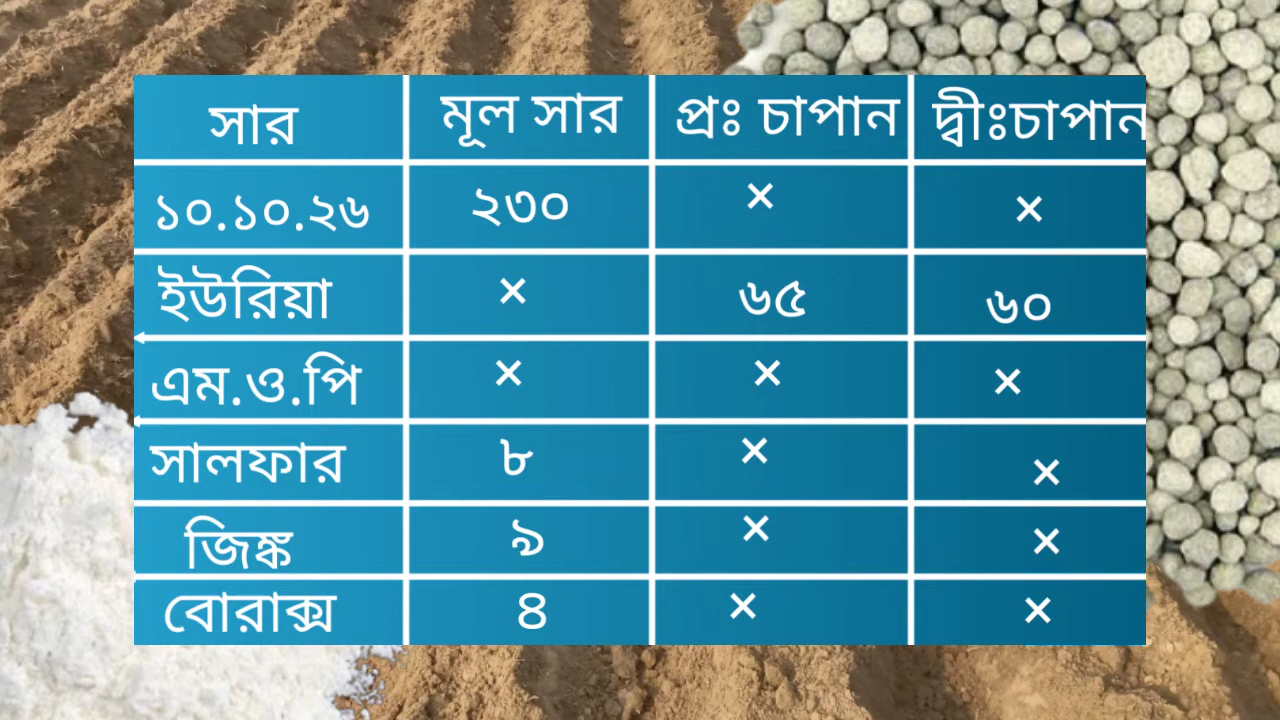 সার মূল সার প্রঃ চাপান দ্বীঃচাপান
১০.১০.২৬ ২৩০ × ×
ইউরিয়া × ৬৫ ৬০
এম.ও.পি × × ×
সালফার ৮ × ×
জিঙ্ক ৯ × ×
বোরাক্স ৪ × ×